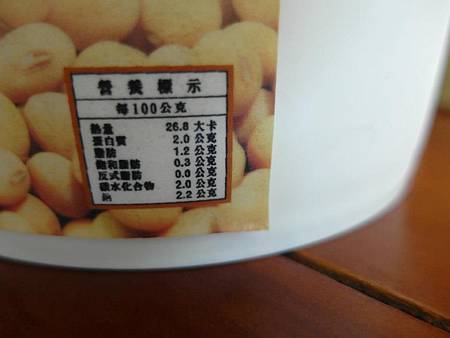 營養標示
每100公克
熱量 26.8 大卡
蛋白質 2.0 公克
脂肪 1.2 公克
飽和脂肪 0.3 公克
反式脂肪 0.0 公克
碳水化合物 2.0 公克
鈉 2.2 公克